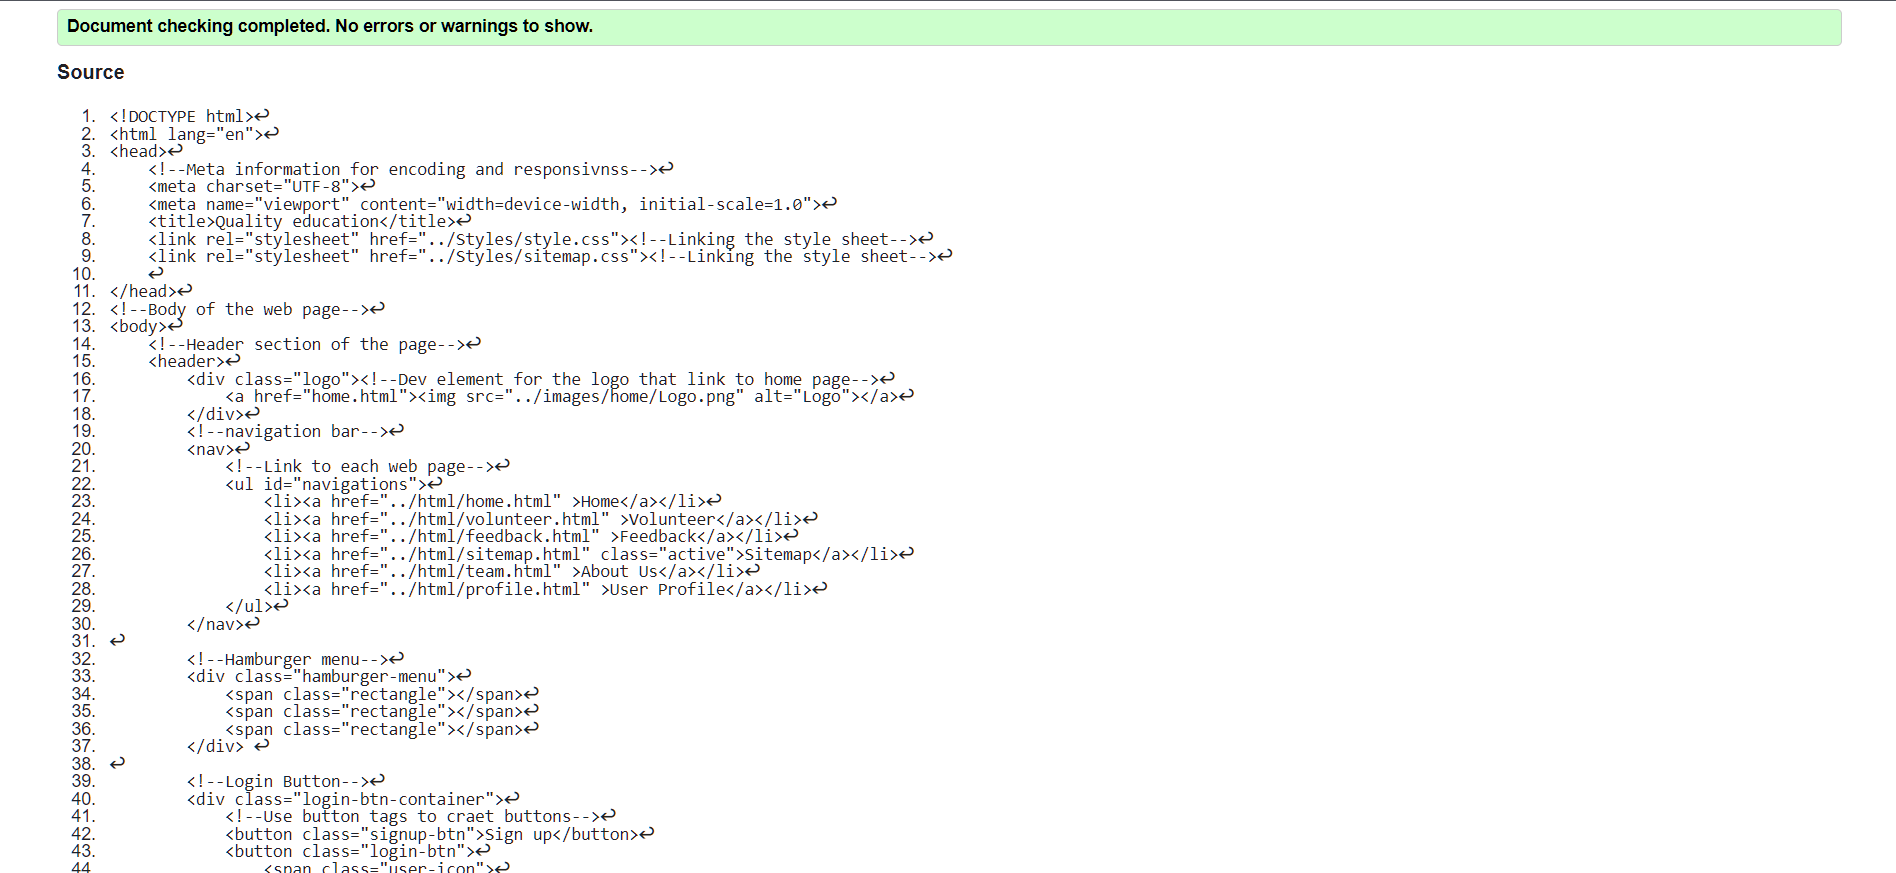 Document checking completed. No errors or warnings to show.
Source
1. <!DOCTYPE html>↩
2. <html lang="en">↩
3. <head>↩
4.     <!--Meta information for encoding and responsivnss-->↩
5.     <meta charset="UTF-8">↩
6.     <meta name="viewport" content="width=device-width, initial-scale=1.0">↩
7.     <title>Quality education</title>↩
8.     <link rel="stylesheet" href="../Styles/style.css"><!--Linking the style sheet-->↩
9.     <link rel="stylesheet" href="../Styles/sitemap.css"><!--Linking the style sheet-->↩
10.     ↩
11. </head>↩
12. <!--Body of the web page-->↩
13. <body>↩
14.     <!--Header section of the page-->↩
15.     <header>↩
16.         <div class="logo"><!--Dev element for the logo that link to home page-->↩
17.             <a href="home.html"><img src="../images/home/Logo.png" alt="Logo"></a>↩
18.         </div>↩
19.         <!--navigation bar-->↩
20.         <nav>↩
21.             <!--Link to each web page-->↩
22.             <ul id="navigations">↩
23.                 <li><a href="../html/home.html" >Home</a></li>↩
24.                 <li><a href="../html/volunteer.html" >Volunteer</a></li>↩
25.                 <li><a href="../html/feedback.html" >Feedback</a></li>↩
26.                 <li><a href="../html/sitemap.html" class="active">Sitemap</a></li>↩
27.                 <li><a href="../html/team.html" >About Us</a></li>↩
28.                 <li><a href="../html/profile.html" >User Profile</a></li>↩
29.             </ul>↩
30.         </nav>↩
31. ↩
32.         <!--Hamburger menu-->↩
33.         <div class="hamburger-menu">↩
34.             <span class="rectangle"></span>↩
35.             <span class="rectangle"></span>↩
36.             <span class="rectangle"></span>↩
37.         </div> ↩
38. ↩
39.         <!--Login Button-->↩
40.         <div class="login-btn-container">↩
41.             <!--Use button tags to craet buttons-->↩
42.             <button class="signup-btn">Sign up</button>↩
43.             <button class="login-btn">↩
44                 <span class="user-icon">↩